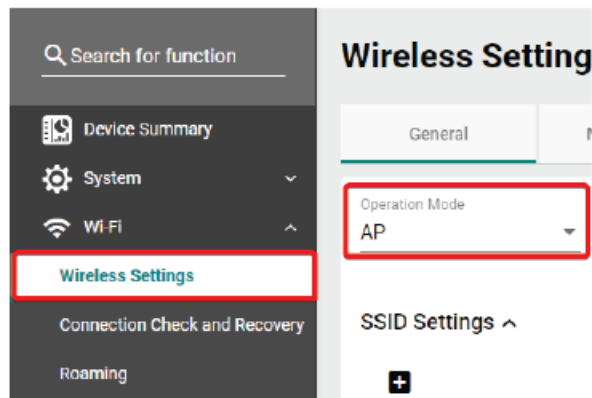 Search for function
Device Summary
System
Wi-Fi
Wireless Settings
Connection Check and Recovery
Roaming
Wireless Setting
General
Operation Mode
AP
SSID Settings